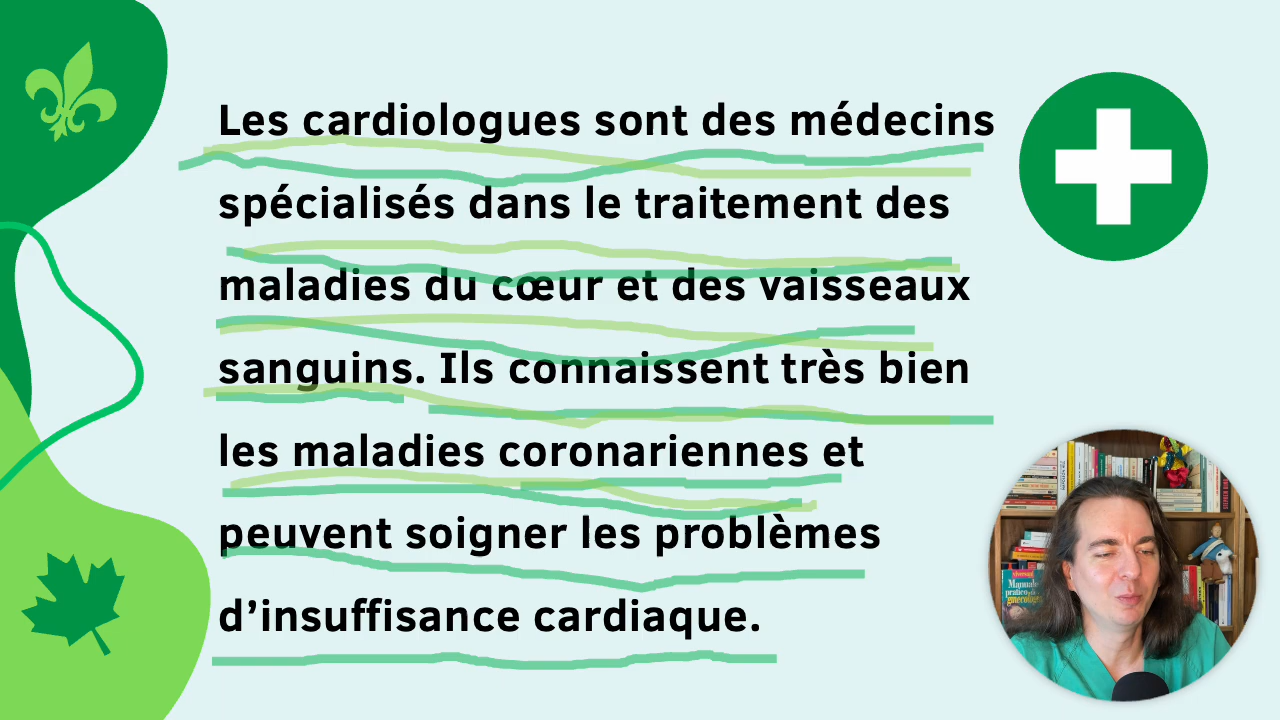 Les cardiologues sont des médecins
spécialisés dans le traitement des
maladies du cœur et des vaisseaux
sanguins. Ils connaissent très bien
les maladies coronariennes et
peuvent soigner les problèmes
d’insuffisance cardiaque.